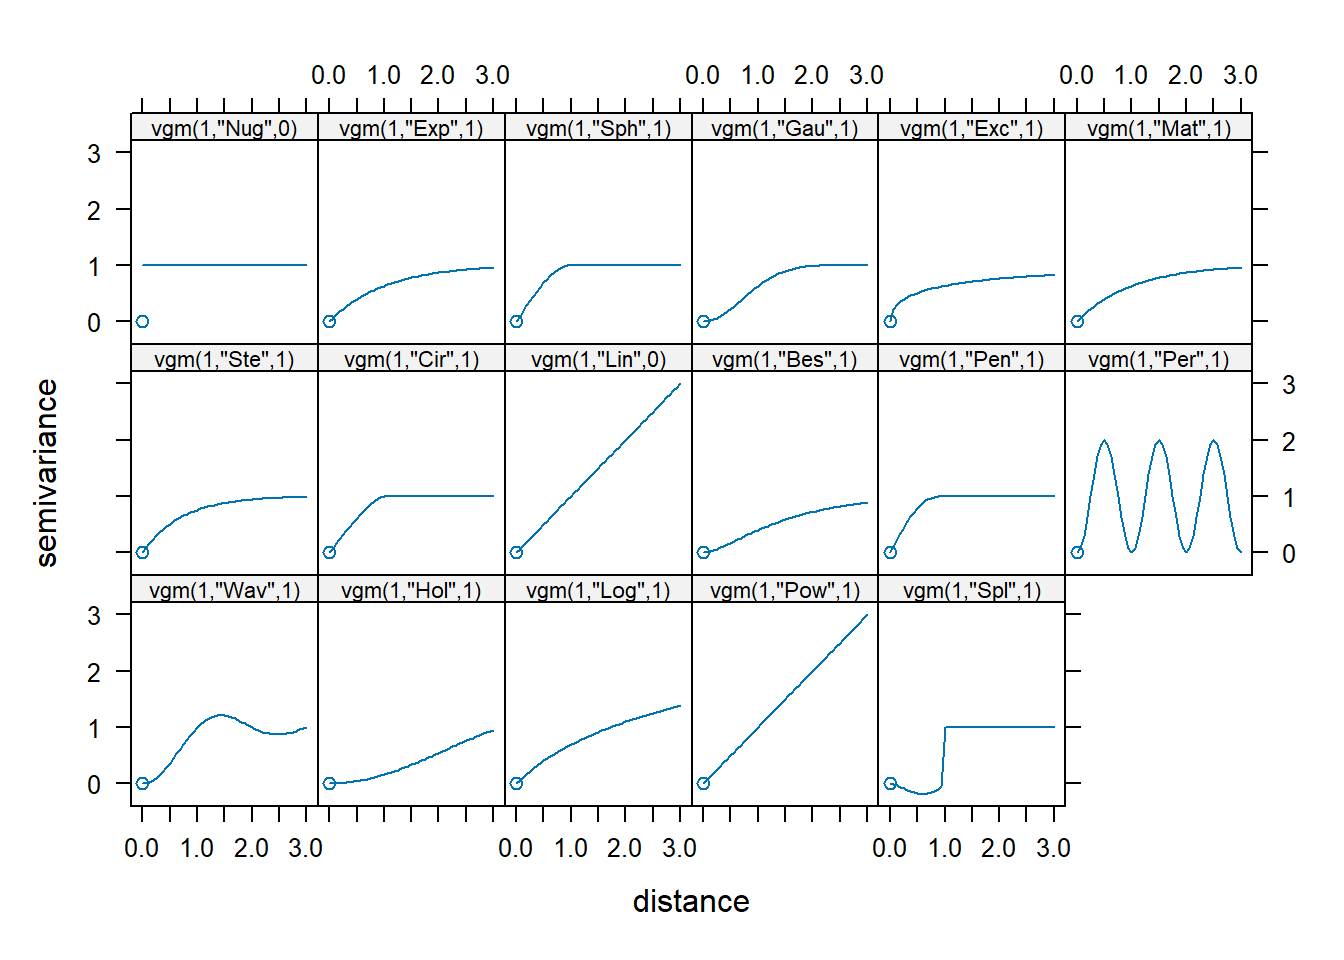 0.0 1.0 2.0 3.0 0.0 1.0 2.0 3.0 0.0 1.0 2.0 3.0
vgm(1,"Nug",0) vgm(1,"Exp",1) vgm(1,"Sph",1) vgm(1,"Gau",1) vgm(1,"Exc",1) vgm(1,"Mat",1)
3
2
1
0
vgm(1,"Ste",1) vgm(1,"Cir",1) vgm(1,"Lin",0) vgm(1,"Bes",1) vgm(1,"Pen",1) vgm(1,"Per",1)
3
2
1
0
semivariance
vgm(1,"Wav",1) vgm(1,"Hol",1) vgm(1,"Log",1) vgm(1,"Pow",1) vgm(1,"Spl",1)
3
2
1
0
0.0 1.0 2.0 3.0 0.0 1.0 2.0 3.0 0.0 1.0 2.0 3.0
distance